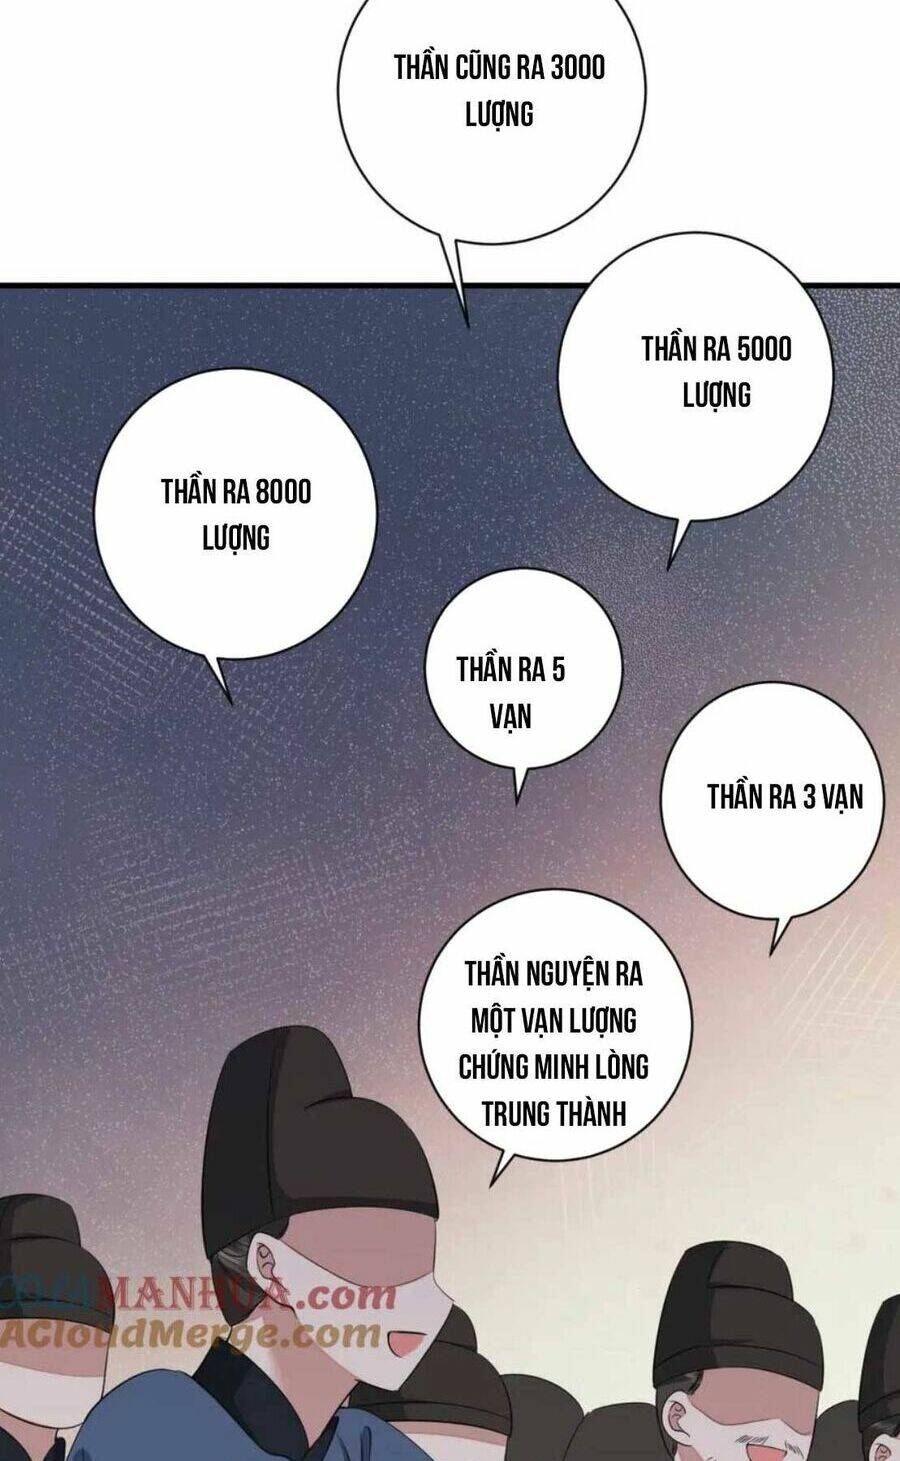 THẦN CŨNG RA 3000
LƯỢNG
THẦN RA 5000
LƯỢNG
THẦN RA 8000
LƯỢNG
THẦN RA 5
VẠN
THẦN RA 3 VẠN
THẦN NGUYỆN RA
MỘT VẠN LƯỢNG
CHỨNG MINH LÒNG
TRUNG THÀNH
MANHUA.com
ACloudMerge.com